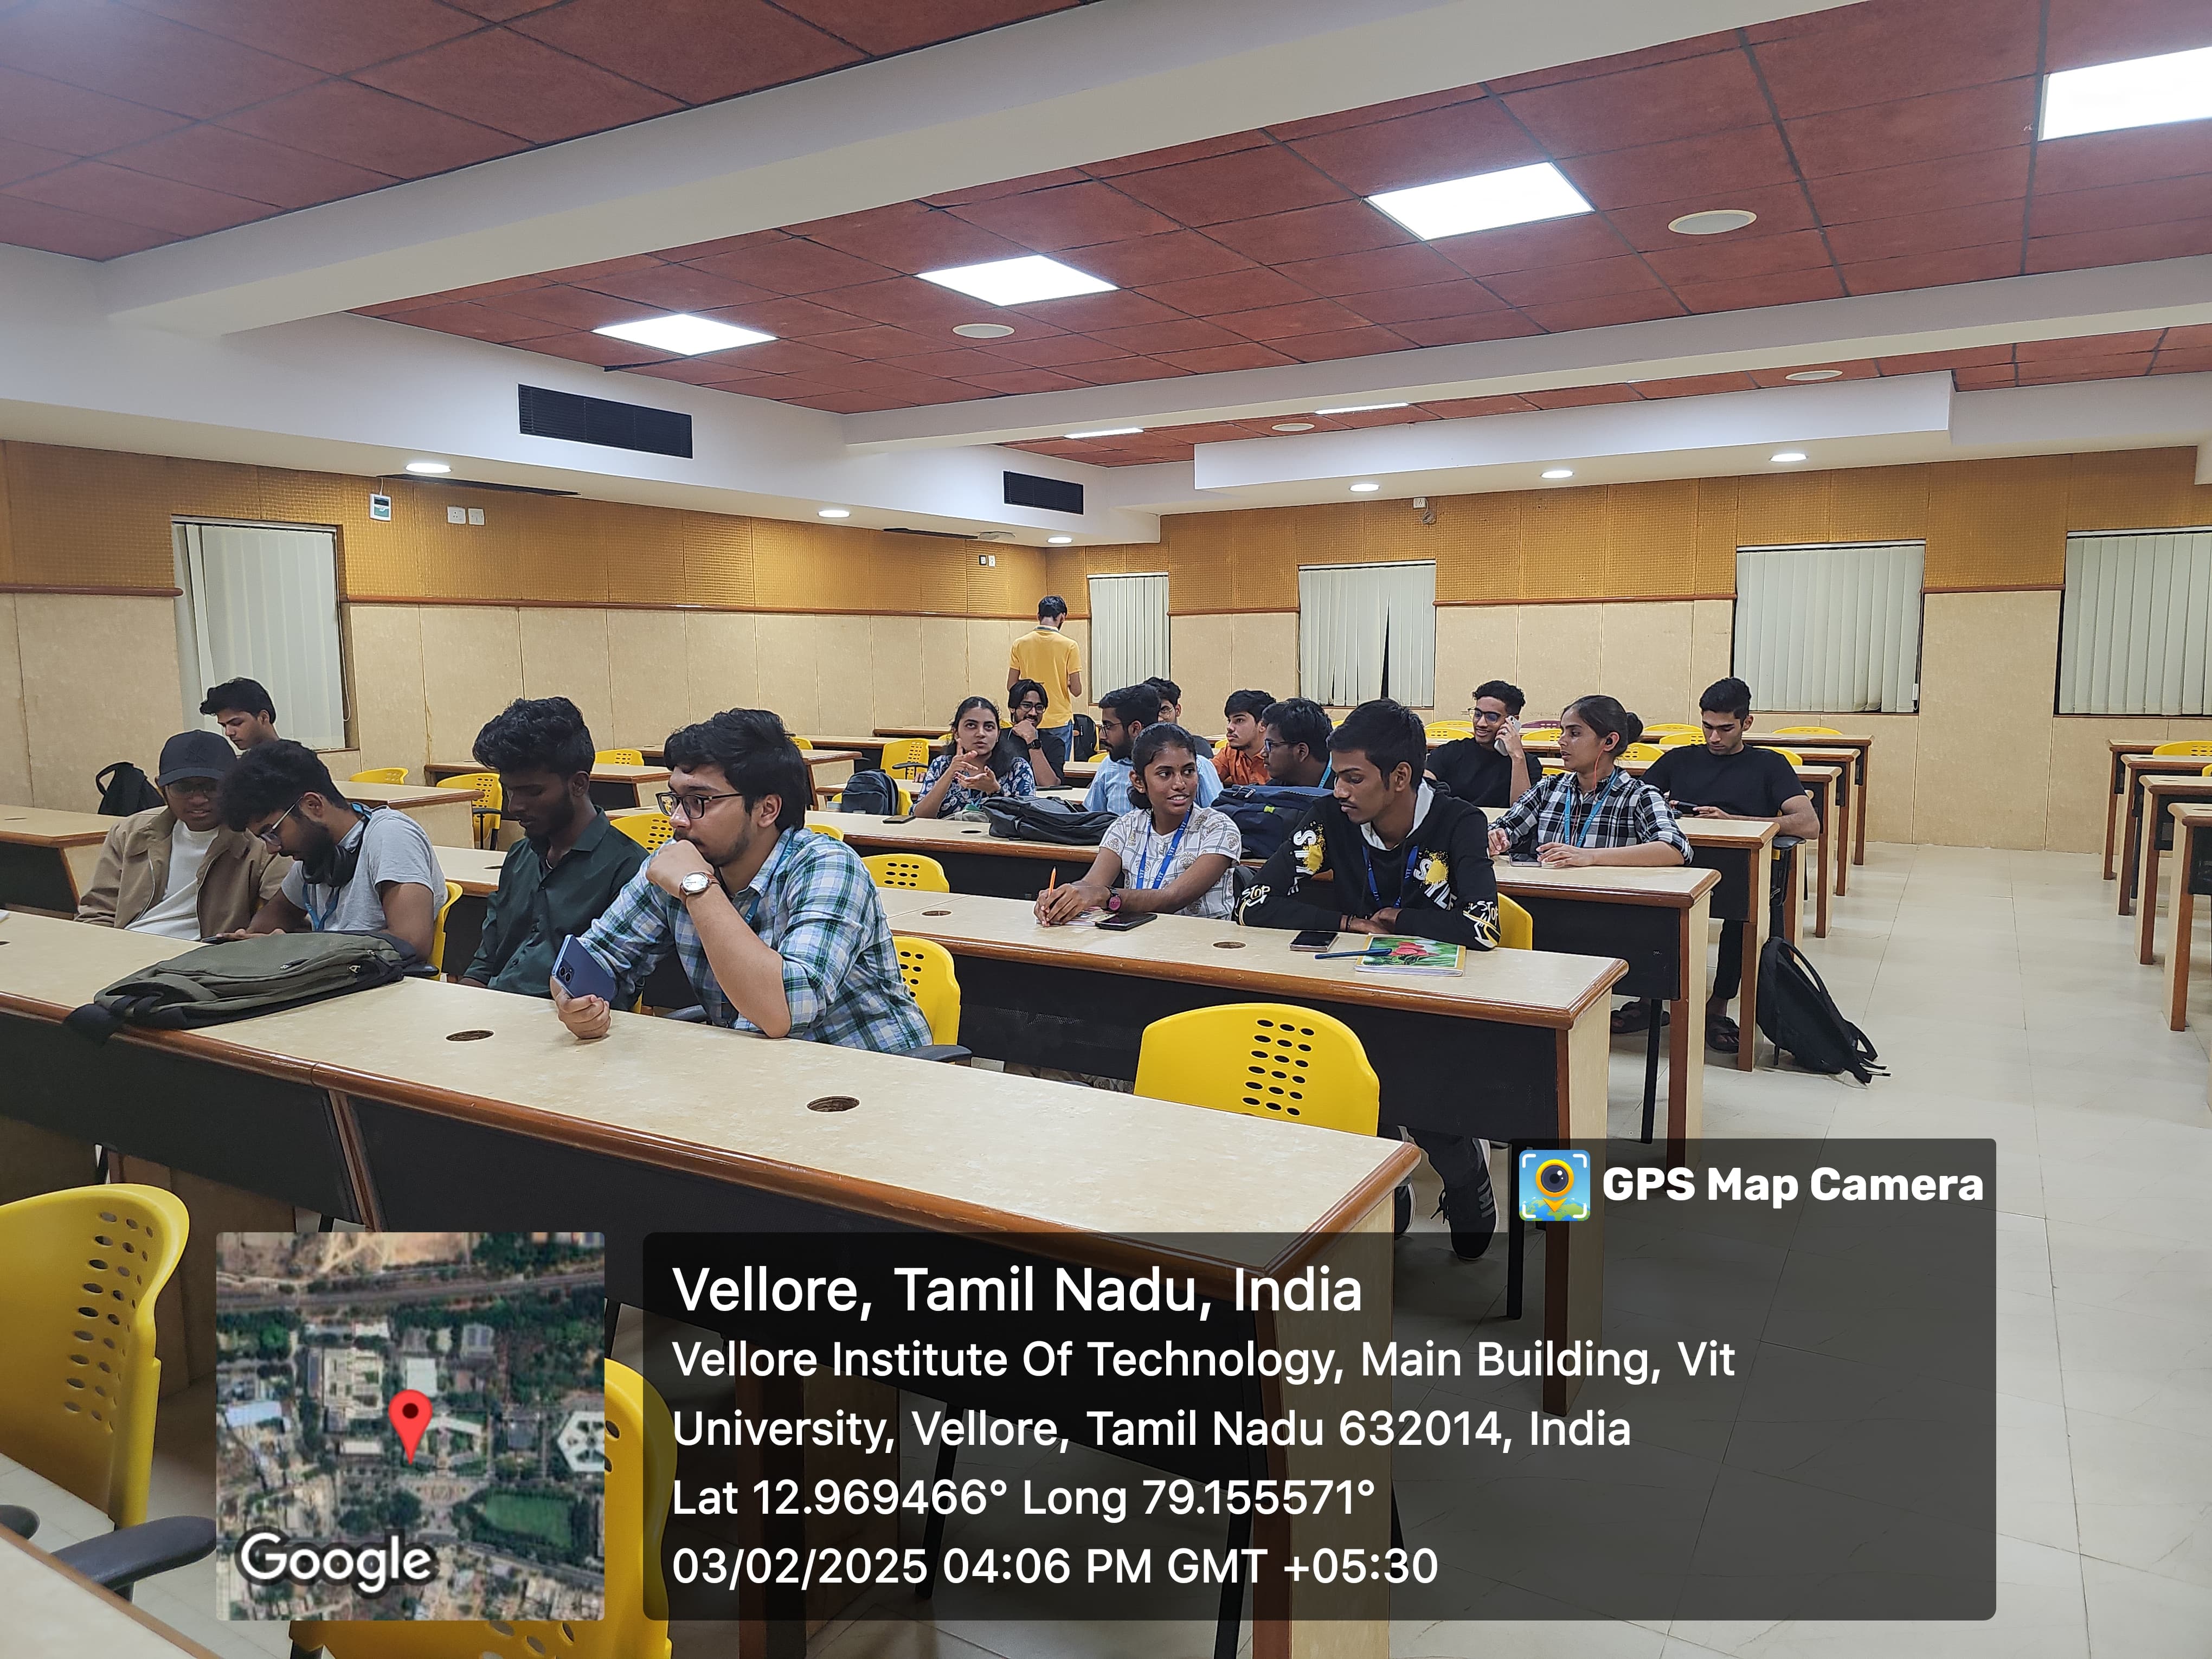 STOP
GPS Map Camera
Vellore, Tamil Nadu, India
Vellore Institute Of Technology, Main Building, Vit
University, Vellore, Tamil Nadu 632014, India
Lat 12.969466° Long 79.155571°
03/02/2025 04:06 PM GMT +05:30
Google